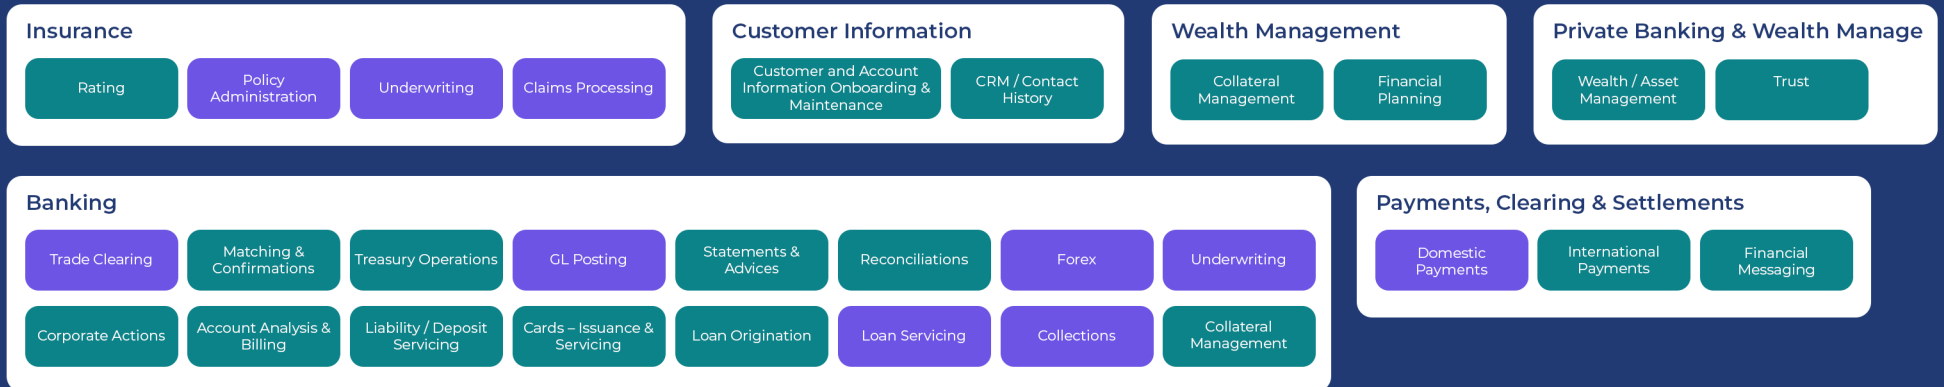 Insurance
Rating
Policy
Administration
Underwriting
Claims Processing
Customer Information
Customer and Account
Information Onboarding &
Maintenance
CRM / Contact
History
Wealth Management
Collateral
Management
Financial
Planning
Private Banking & Wealth Manage
Wealth / Asset
Management
Trust
Banking
Trade Clearing
Matching &
Confirmations
Treasury Operations
GL Posting
Statements &
Advices
Reconciliations
Forex
Underwriting
Corporate Actions
Account Analysis &
Billing
Liability / Deposit
Servicing
Cards – Issuance &
Servicing
Loan Origination
Loan Servicing
Collections
Collateral
Management
Payments, Clearing & Settlements
Domestic
Payments
International
Payments
Financial
Messaging